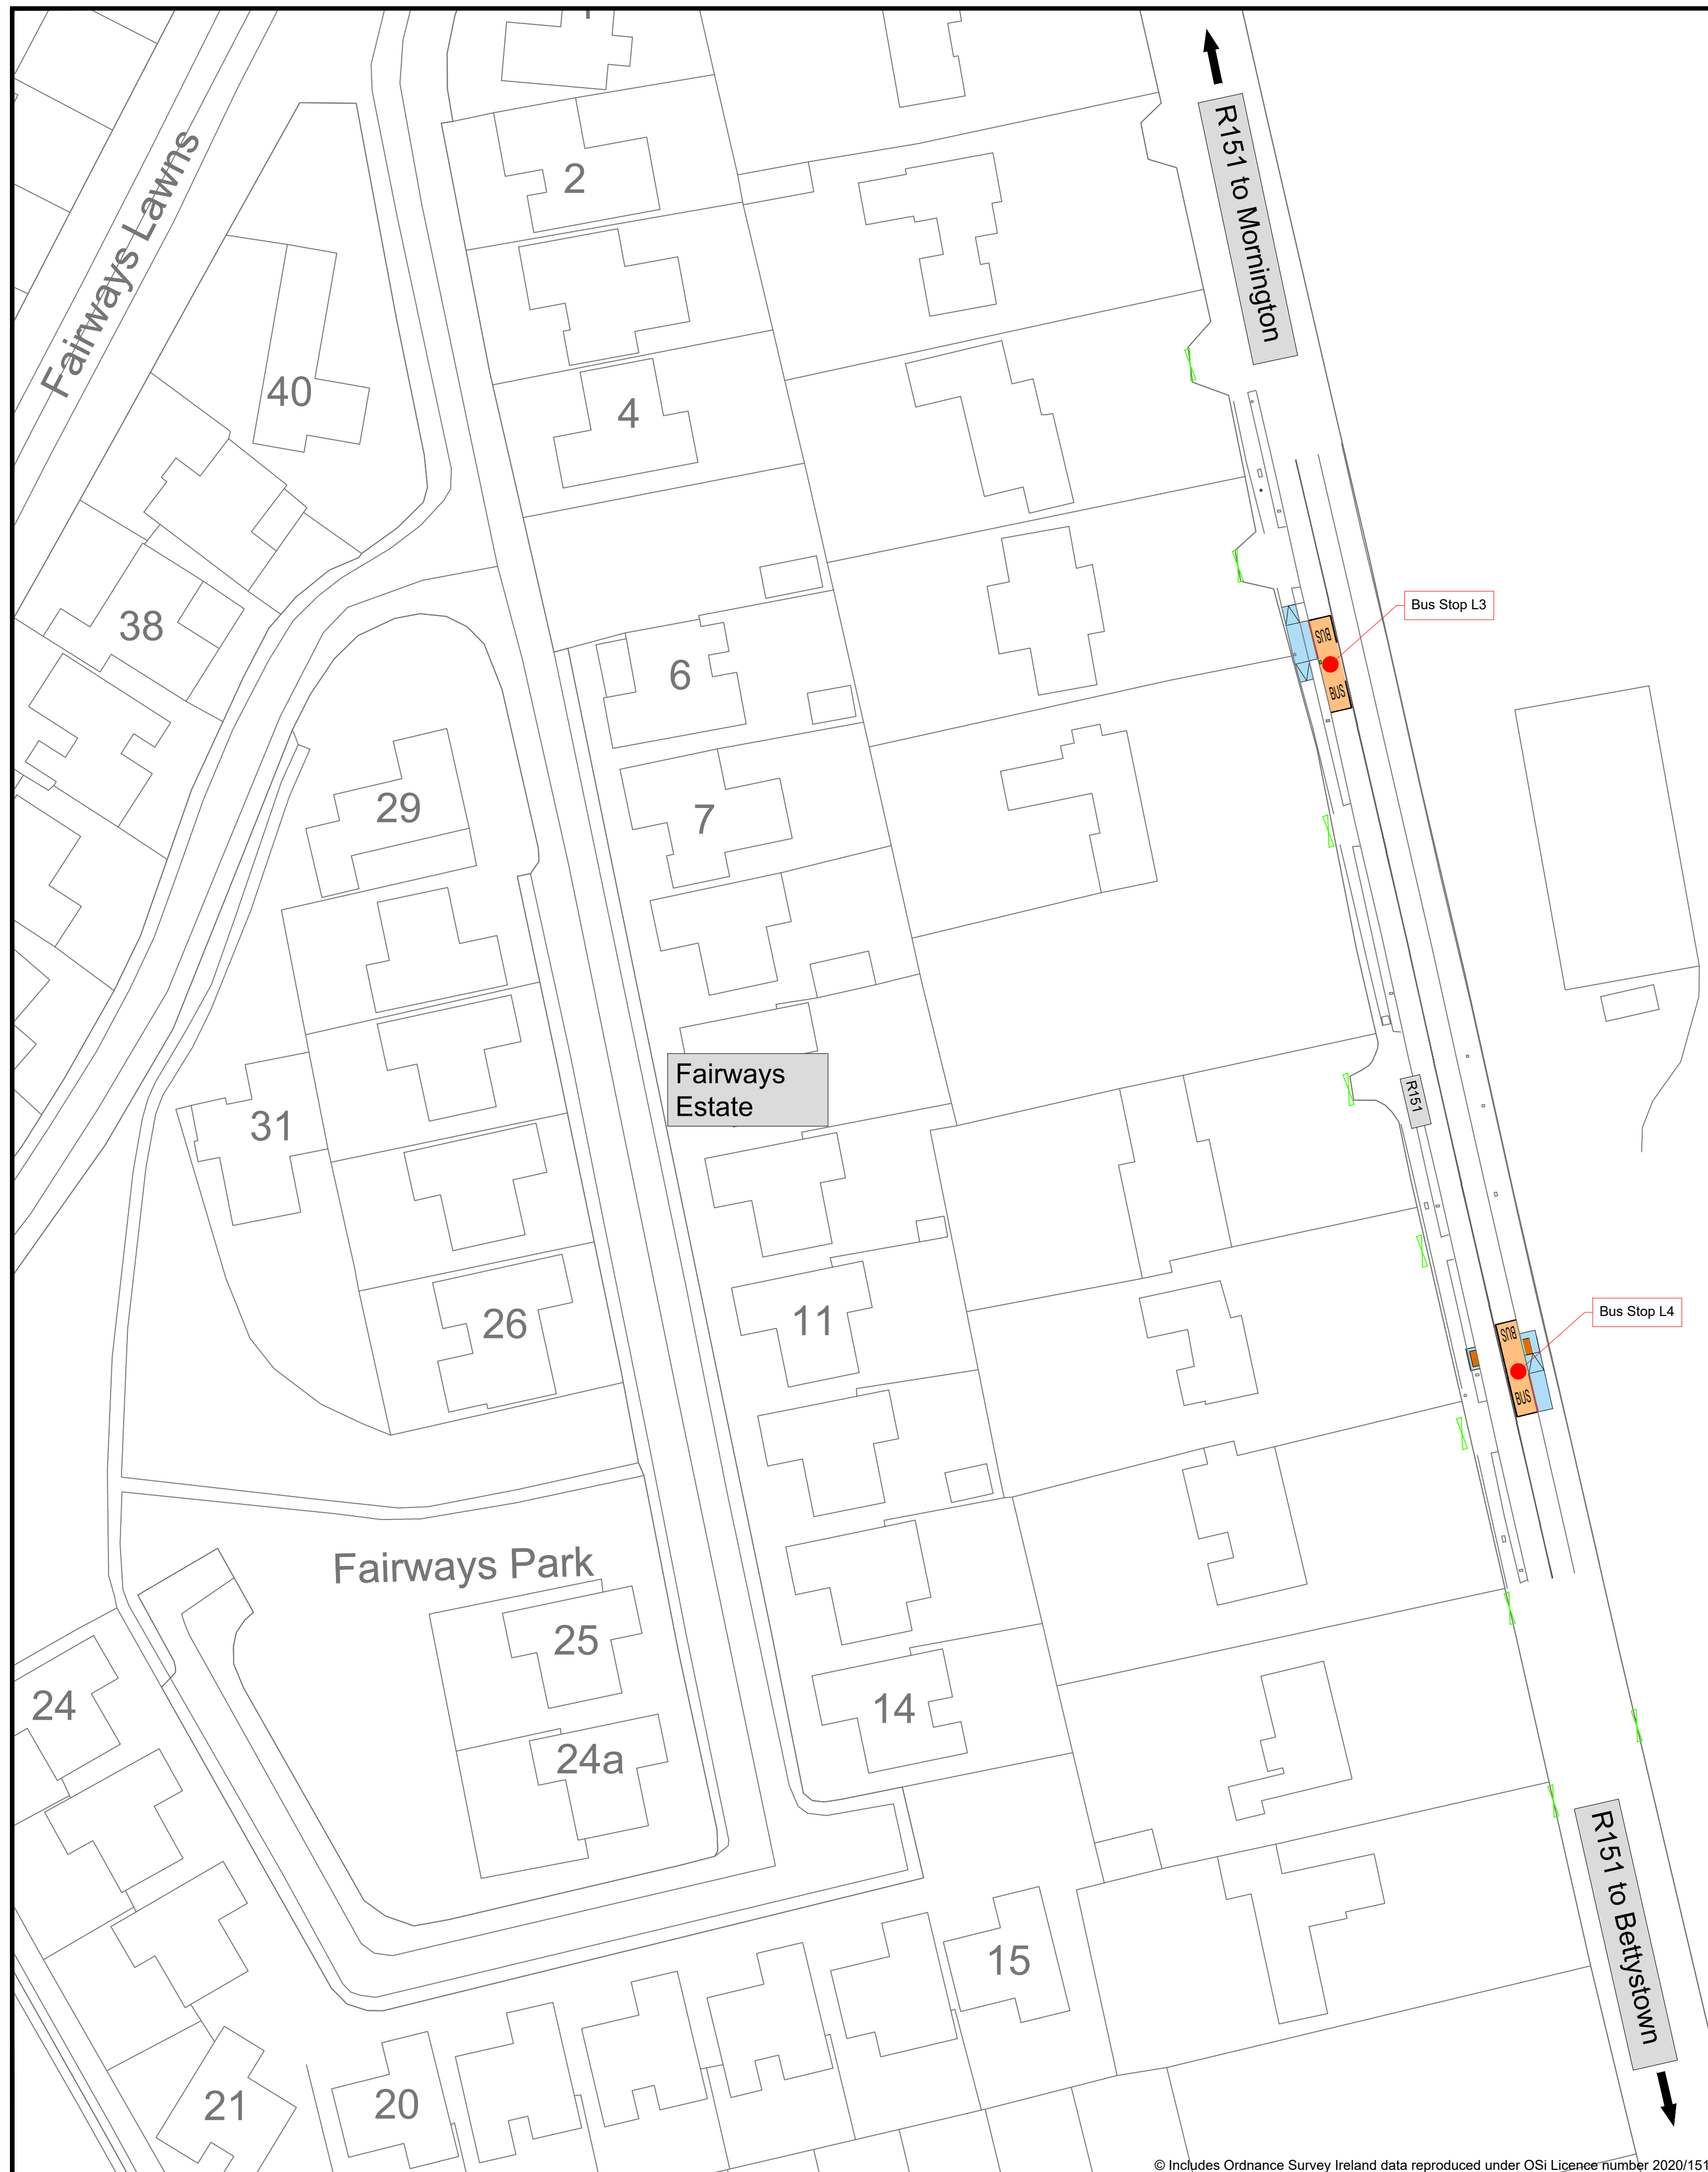 Fairways Lawns
2
R151 to Mornington
40
4
38
BUS
Bus Stop L3
6
BUS
29
7
Fairways
Estate
R151
31
26
11
BUS
Bus Stop L4
BUS
Fairways Park
25
24
14
24a
R151 to Bettystown
15
20
21
© Includes Ordnance Survey Ireland data reproduced under OSi Licence number 2020/151